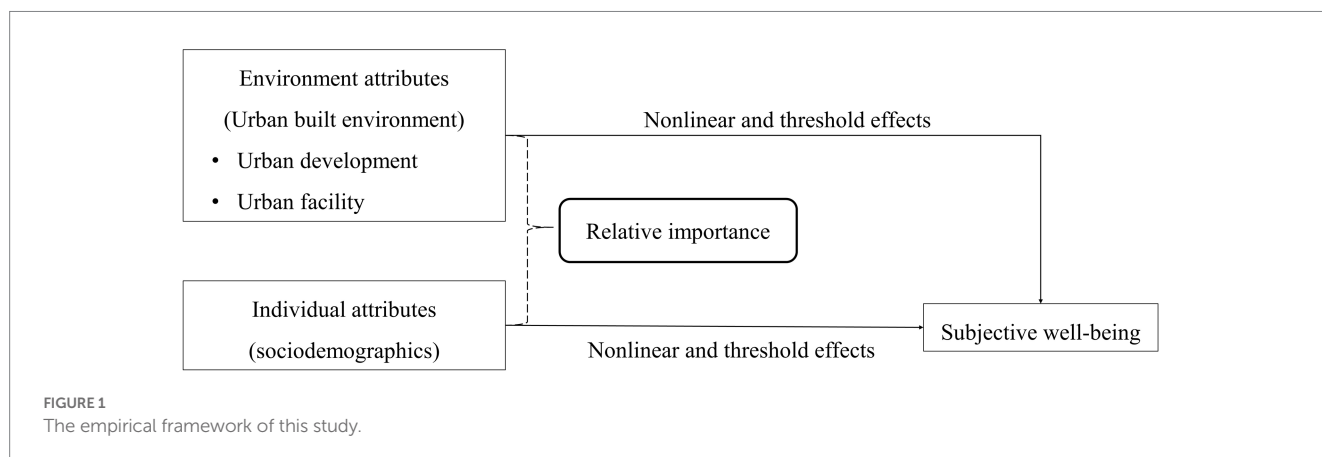 Environment attributes
(Urban built environment)
• Urban development
• Urban facility
Nonlinear and threshold effects
Relative importance
Individual attributes
(sociodemographics)
Nonlinear and threshold effects
Subjective well-being
FIGURE 1
The empirical framework of this study.